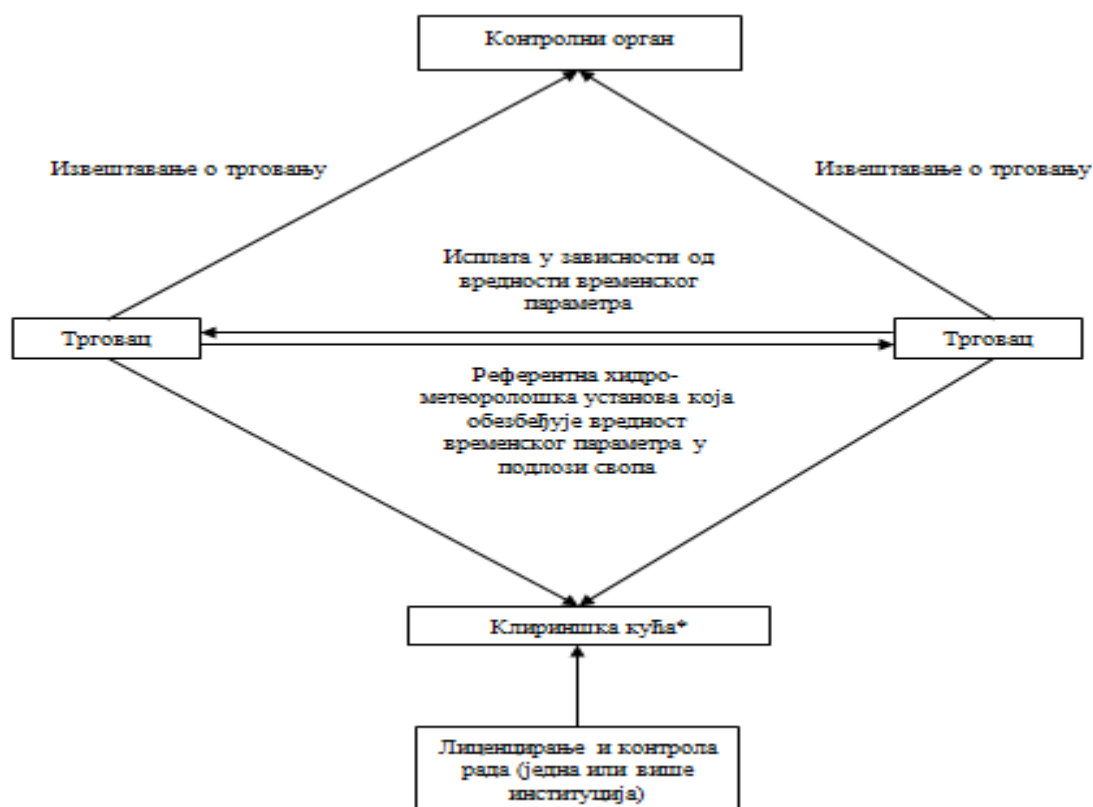 Контролни орган
Извештавање о трговању
Извештавање о трговању
Исплата у зависности од
вредности временског
параметра
Трговац
Трговац
Референтна хидро-
метеоролошка установа која
обезбеђује вредност
временског параметра у
подлози свопа
Клириншка кућа*
Лиценцирање и контрола
рада (једна или више
институција)